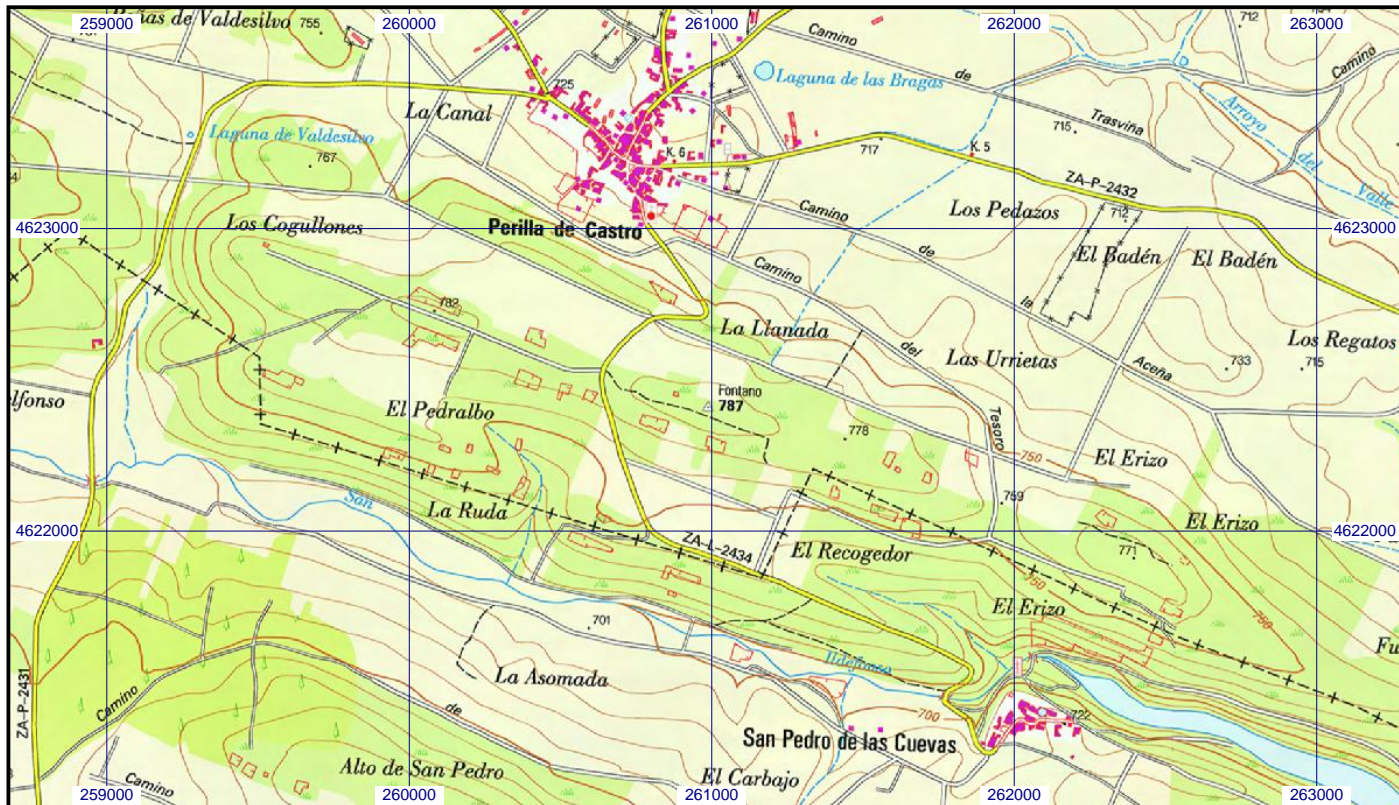 259000
260000
261000
262000
263000
Peñas de Valdesilvo
755
712
Camino
de
Camino
Laguna de las Bragas
725
La Canal
Trasviña
Arroyo
del
Valle
715
Laguna de Valdesilvo
767
K. 6
717
K. 5
ZA-P-2432
Los Cogullones
Perilla de Castro
Camino
de
la
Aceña
Los Pedazos
712
4623000
4623000
El Badén
El Badén
Camino
del
Tesoro
782
La Llanada
Las Urrietas
Los Regatos
733
715
elfonso
El Pedralbo
Fontano
787
778
750
El Erizo
San
La Ruda
759
El Erizo
4622000
4622000
ZA-L-2434
El Recogedor
771
750
El Erizo
760
701
Ildefonso
Fu
La Asomada
ZA-P-2431
Camino
de
700
722
San Pedro de las Cuevas
Alto de San Pedro
El Carbajo
Camino
259000
260000
261000
262000
263000